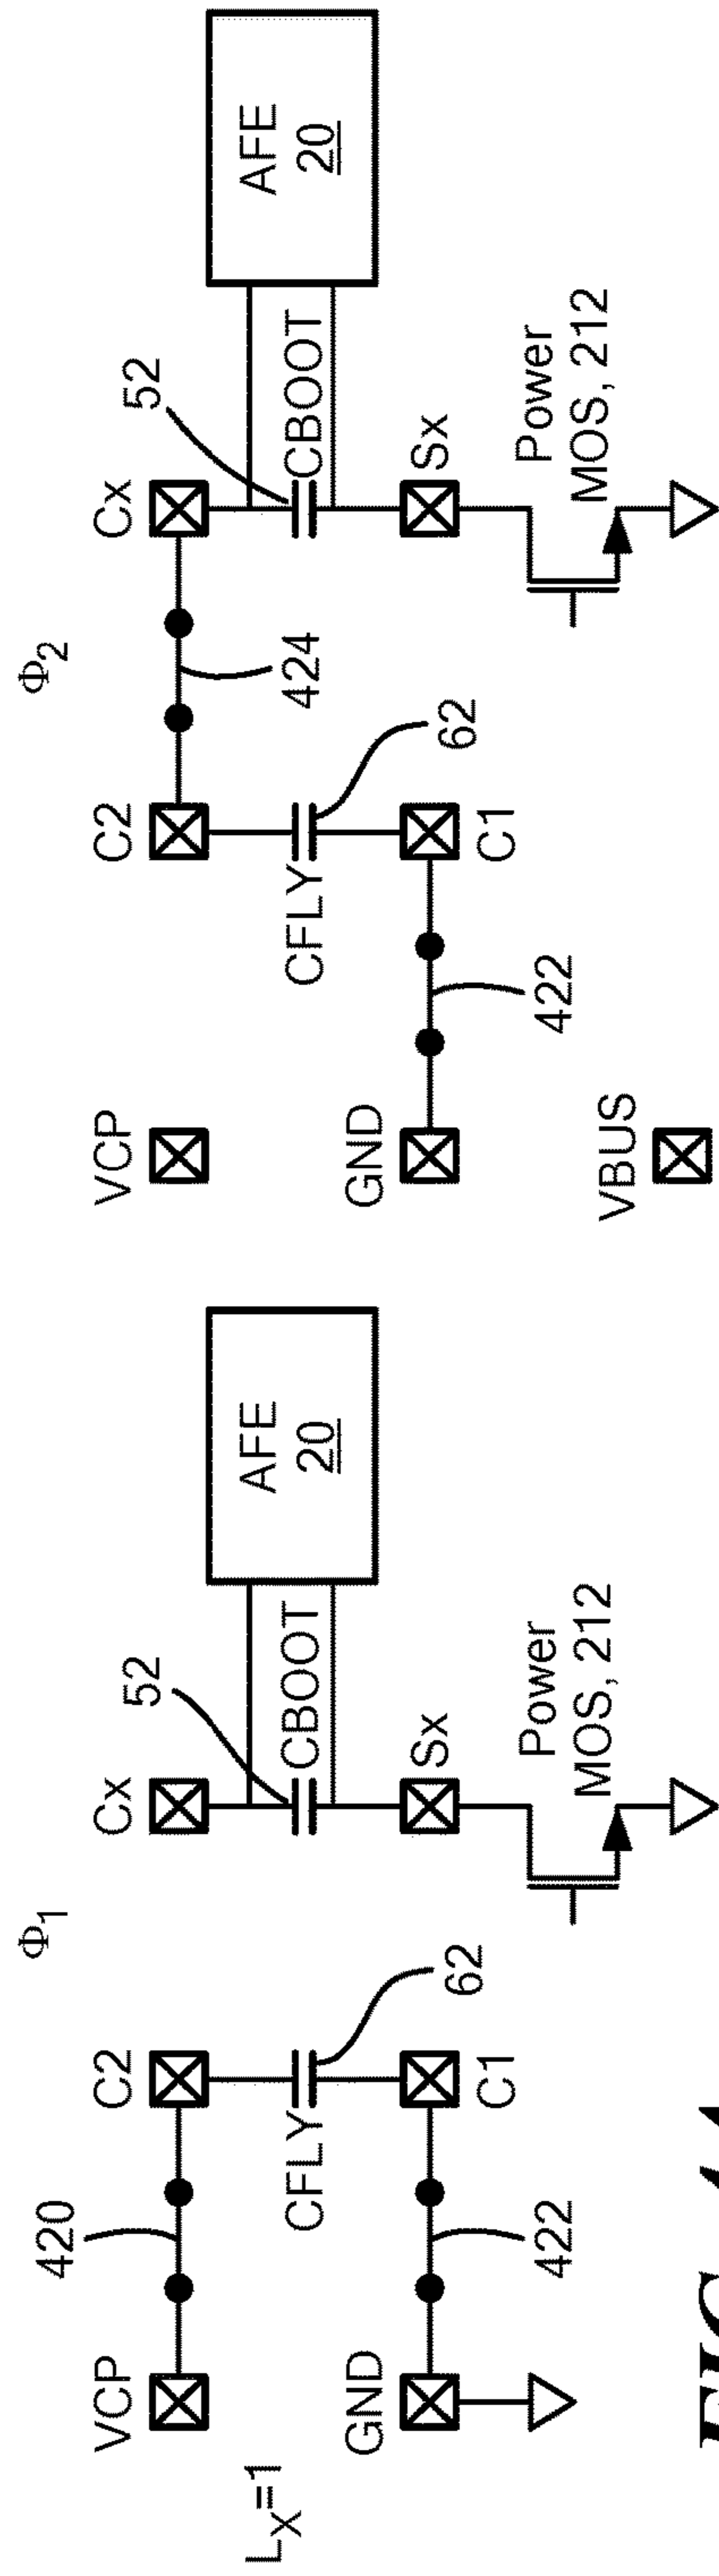 Φ1
Lx=1
VCP
420
C2
Cx
52
CFLY
62
CBOOT
AFE
20
GND
422
C1
Sx
Power
MOS, 212
Φ2
VCP
C2
424
Cx
52
CFLY
62
CBOOT
AFE
20
GND
422
C1
Sx
VBUS
Power
MOS, 212